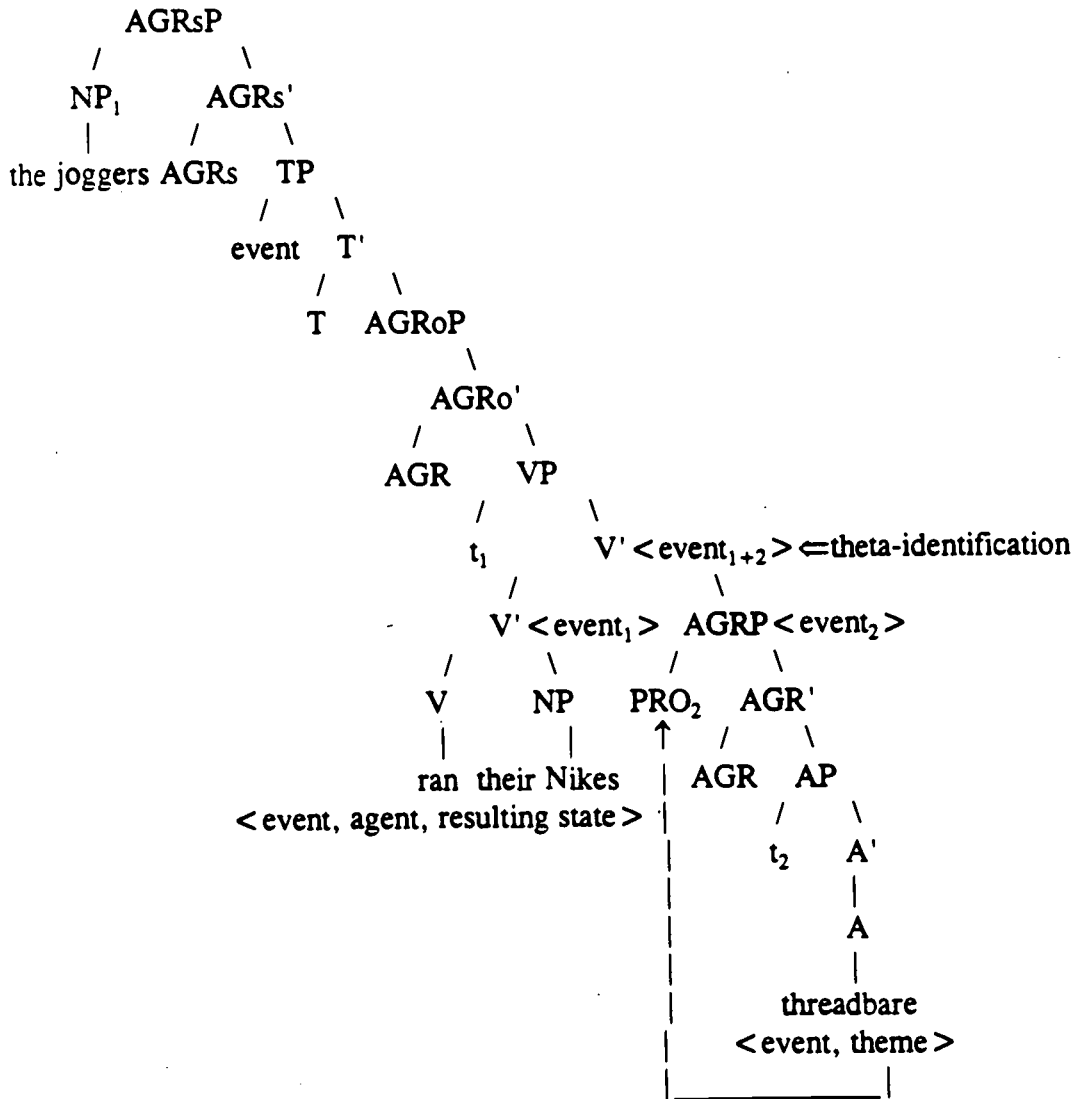 AGRsP
NP₁ AGRs'
the joggers AGRs TP
event T'
T AGRoP
AGRo'
AGR VP
t₁ V' <event₁₊₂> ⇐theta-identification
V' <event₁> AGRP<event₂>
V NP PRO₂ AGR'
ran their Nikes AGR AP
<event, agent, resulting state>
t₂ A'
A
threadbare
<event, theme>